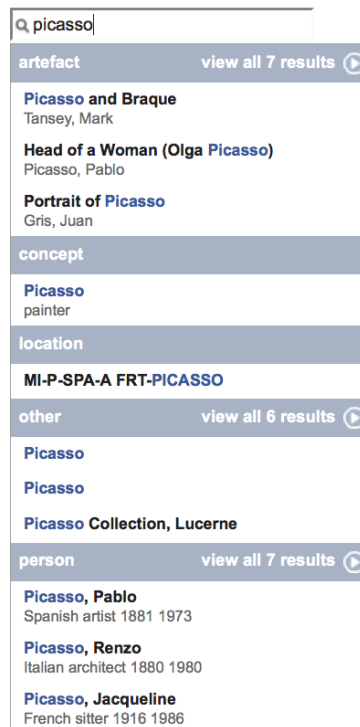 picasso
artefact view all 7 results
Picasso and Braque
Tansey, Mark
Head of a Woman (Olga Picasso)
Picasso, Pablo
Portrait of Picasso
Gris, Juan
concept
Picasso
painter
location
MI-P-SPA-A FRT-PICASSO
other view all 6 results
Picasso
Picasso
Picasso Collection, Lucerne
person view all 7 results
Picasso, Pablo
Spanish artist 1881 1973
Picasso, Renzo
Italian architect 1880 1980
Picasso, Jacqueline
French sitter 1916 1986